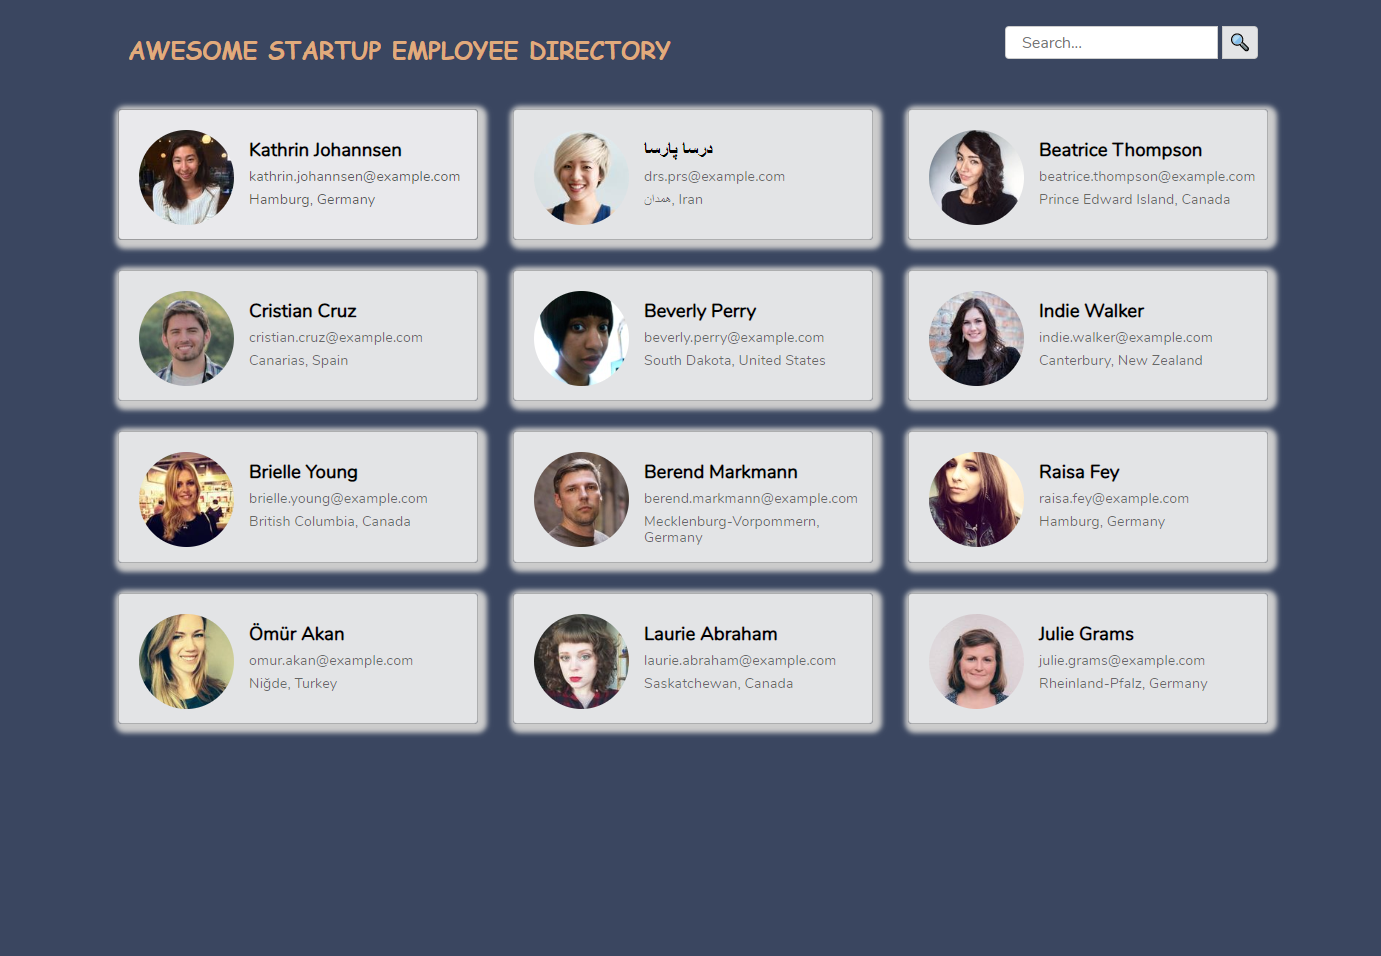 AWESOME STARTUP EMPLOYEE DIRECTORY
Search...
Kathrin Johannsen
kathrin.johannsen@example.com
Hamburg, Germany
درسا پارسا
drs.prs@example.com
همدان, Iran
Beatrice Thompson
beatrice.thompson@example.com
Prince Edward Island, Canada
Cristian Cruz
cristian.cruz@example.com
Canarias, Spain
Beverly Perry
beverly.perry@example.com
South Dakota, United States
Indie Walker
indie.walker@example.com
Canterbury, New Zealand
Brielle Young
brielle.young@example.com
British Columbia, Canada
Berend Markmann
berend.markmann@example.com
Mecklenburg-Vorpommern,
Germany
Raisa Fey
raisa.fey@example.com
Hamburg, Germany
Ömür Akan
omur.akan@example.com
Niğde, Turkey
Laurie Abraham
laurie.abraham@example.com
Saskatchewan, Canada
Julie Grams
julie.grams@example.com
Rheinland-Pfalz, Germany